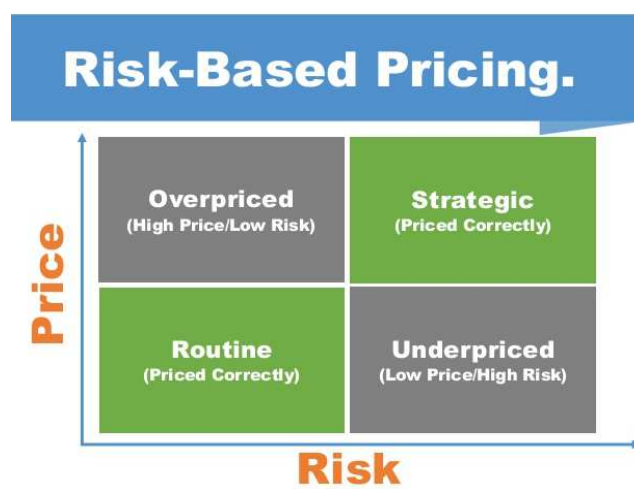 Risk-Based Pricing.
Price
Overpriced
(High Price/Low Risk)
Strategic
(Priced Correctly)
Routine
(Priced Correctly)
Underpriced
(Low Price/High Risk)
Risk